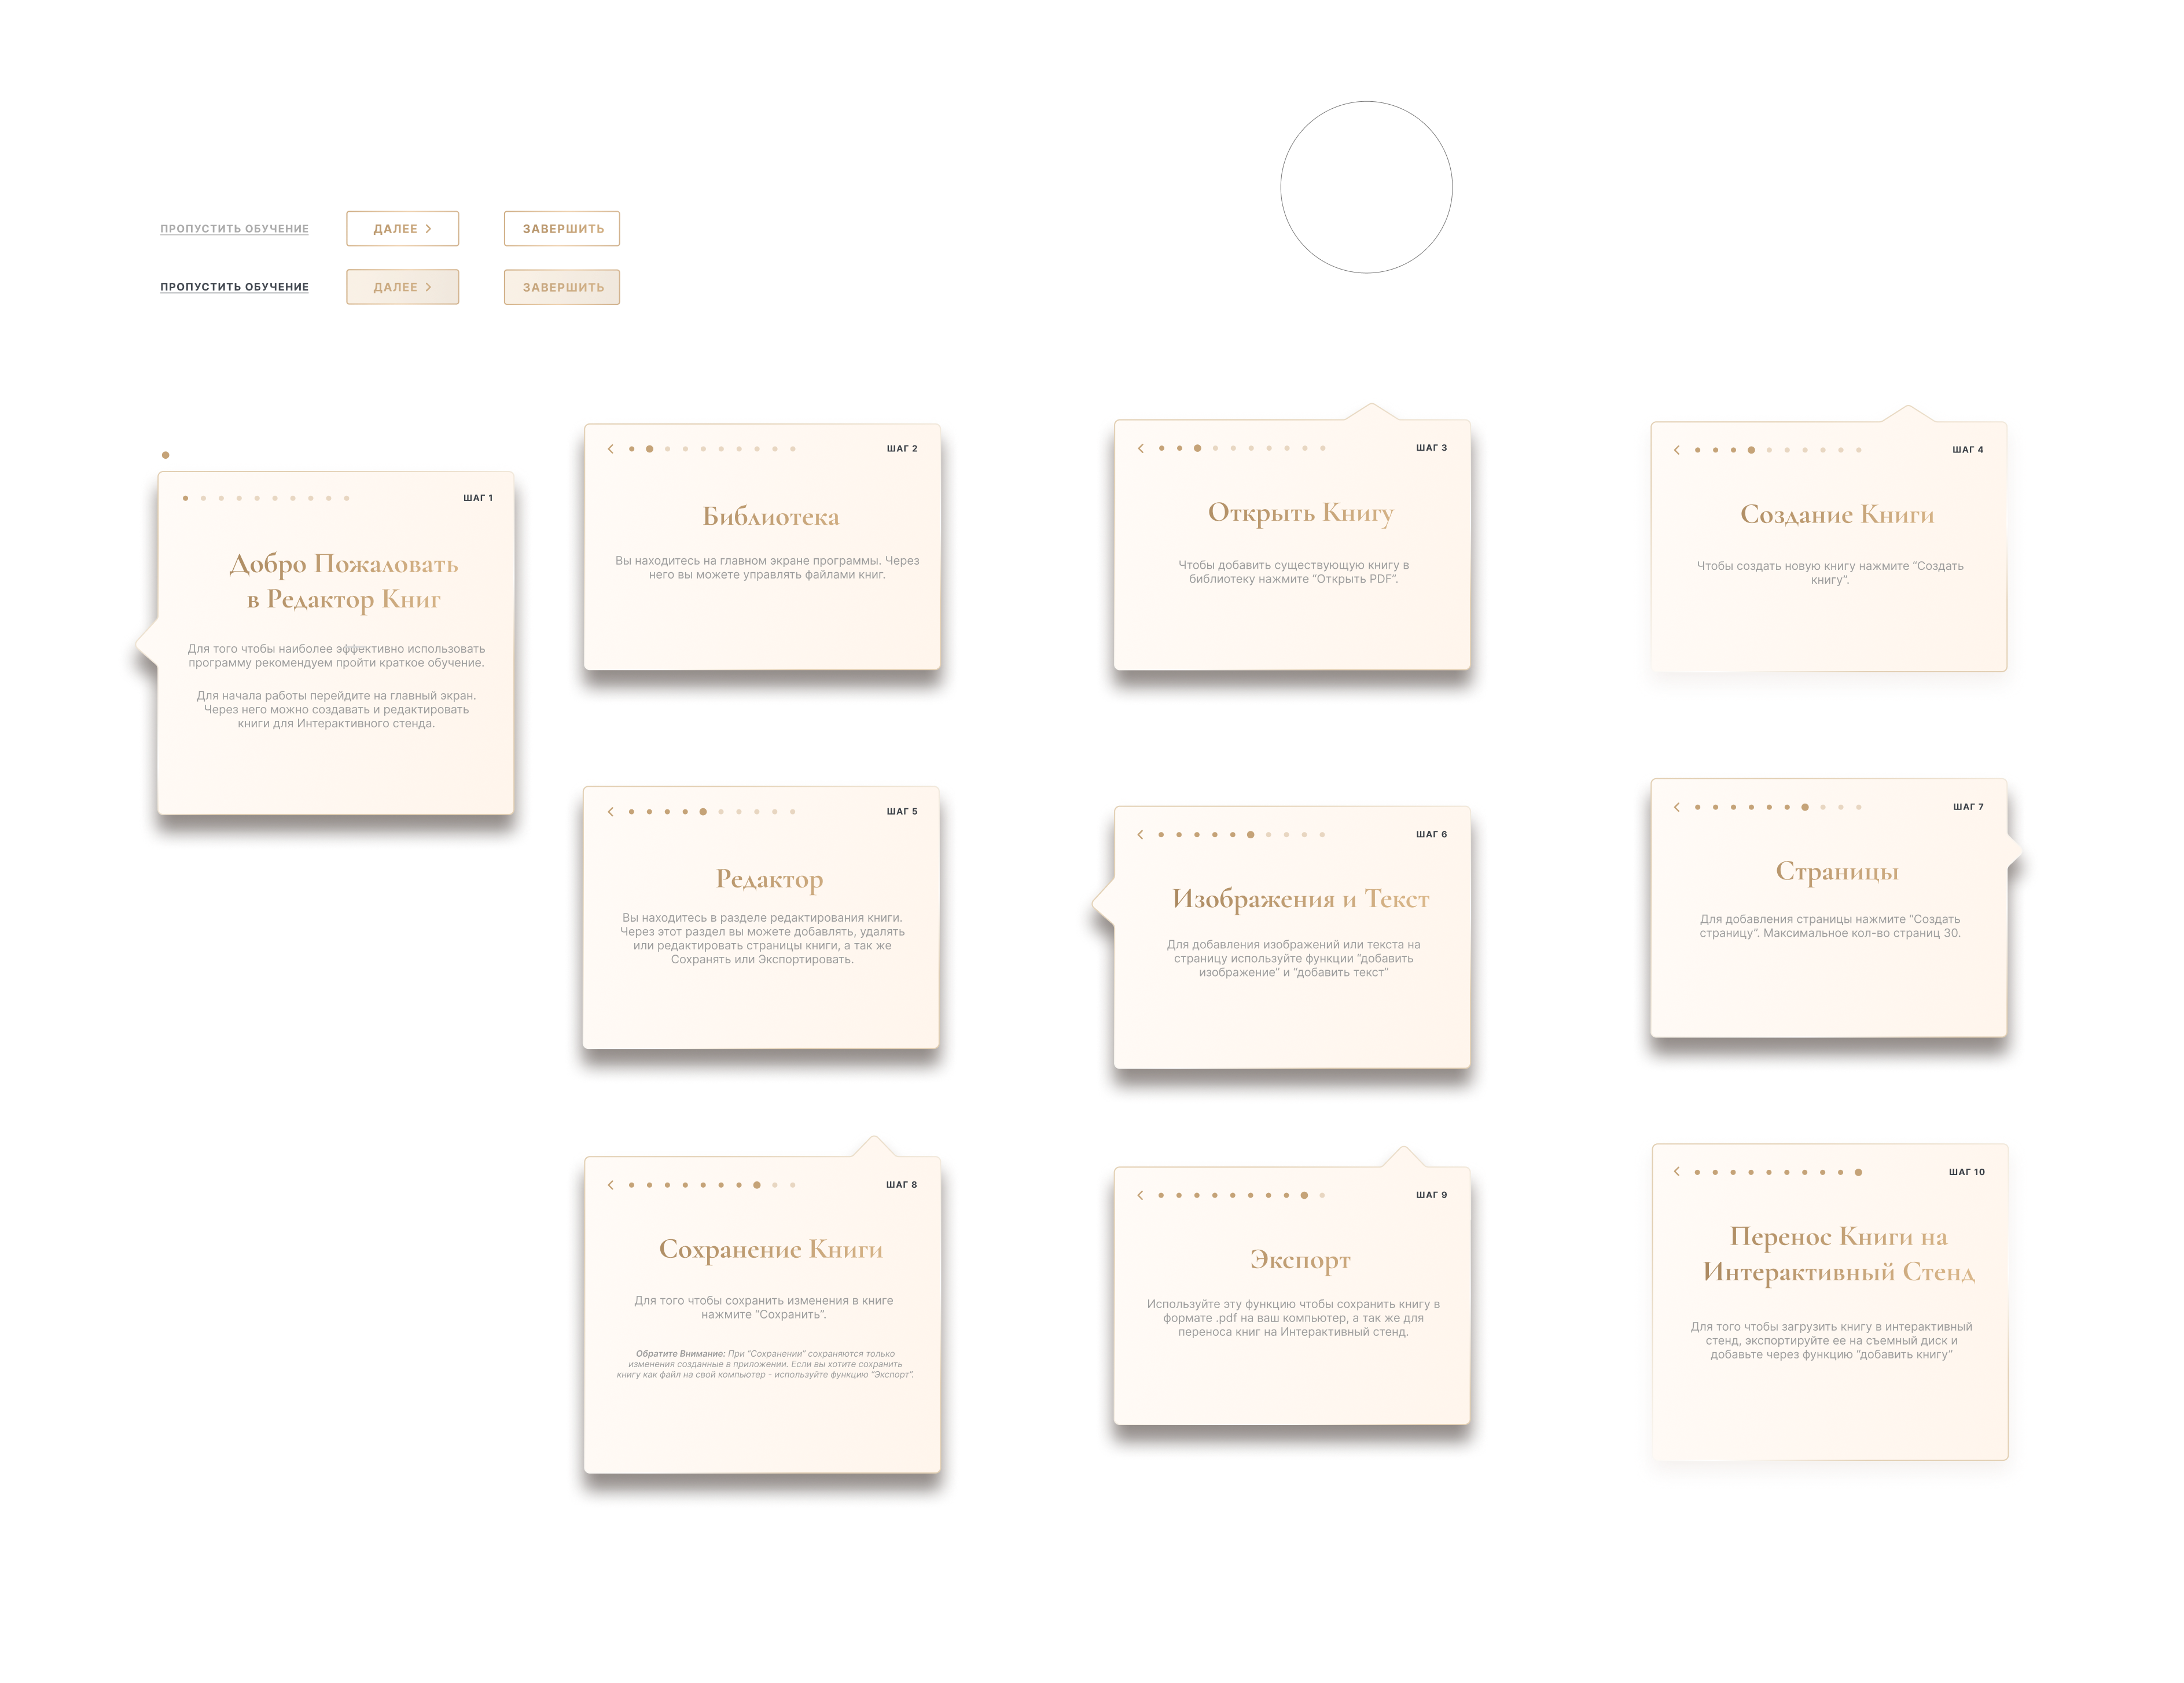 ПРОПУСТИТЬ ОБУЧЕНИЕ
ДАЛЕЕ
ЗАВЕРШИТЬ
ПРОПУСТИТЬ ОБУЧЕНИЕ
ДАЛЕЕ
ЗАВЕРШИТЬ
ШАГ 1
Добро Пожаловать
в Редактор Книг
Для того чтобы наиболее эффективно использовать
программу рекомендуем пройти краткое обучение.
Для начала работы перейдите на главный экран.
Через него можно создавать и редактировать
книги для Интерактивного стенда.
ШАГ 2
Библиотека
Вы находитесь на главном экране программы. Через
него вы можете управлять файлами книг.
ШАГ 3
Открыть Книгу
Чтобы добавить существующую книгу в
библиотеку нажмите “Открыть PDF”.
ШАГ 4
Создание Книги
Чтобы создать новую книгу нажмите “Создать
книгу”.
ШАГ 5
Редактор
Вы находитесь в разделе редактирования книги.
Через этот раздел вы можете добавлять, удалять
или редактировать страницы книги, а так же
Сохранять или Экспортировать.
ШАГ 6
Изображения и Текст
Для добавления изображений или текста на
страницу используйте функции “добавить
изображение” и “добавить текст”
ШАГ 7
Страницы
Для добавления страницы нажмите “Создать
страницу”. Максимальное кол-во страниц 30.
ШАГ 8
Сохранение Книги
Для того чтобы сохранить изменения в книге
нажмите “Сохранить”.
Обратите Внимание: При “Сохранении” сохраняются только
изменения созданные в приложении. Если вы хотите сохранить
книгу как файл на свой компьютер - используйте функцию “Экспорт”.
ШАГ 9
Экспорт
Используйте эту функцию чтобы сохранить книгу в
формате .pdf на ваш компьютер, а так же для
переноса книг на Интерактивный стенд.
ШАГ 10
Перенос Книги на
Интерактивный Стенд
Для того чтобы загрузить книгу в интерактивный
стенд, экспортируйте ее на съемный диск и
добавьте через функцию “добавить книгу”